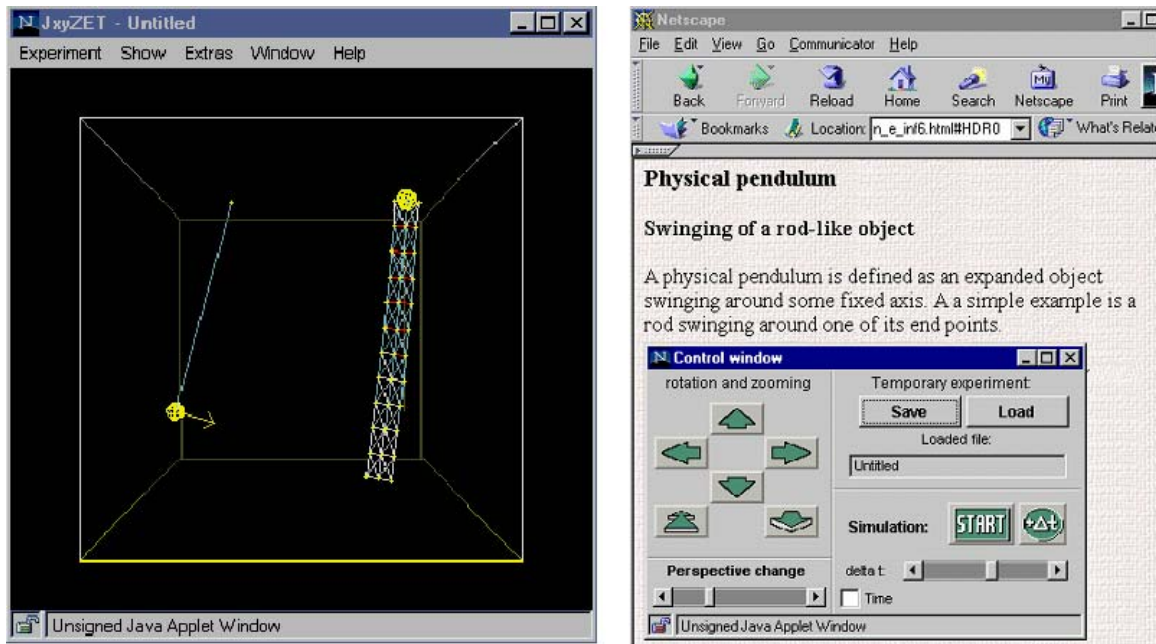 JxyZET - Untitled
Experiment Show Extras Window Help
Unsigned Java Applet Window
Netscape
File Edit View Go Communicator Help
Back Forward Reload Home Search Netscape Print
My
Bookmarks Location: n_e_inf6.html#HDR0 What's Relat
Physical pendulum
Swinging of a rod-like object
A physical pendulum is defined as an expanded object
swinging around some fixed axis. A a simple example is a
rod swinging around one of its end points.
Control window
rotation and zooming
Temporary experiment:
Save Load
Loaded file:
Untitled
Simulation: START +Δt
Perspective change
delta t:
Time
Unsigned Java Applet Window